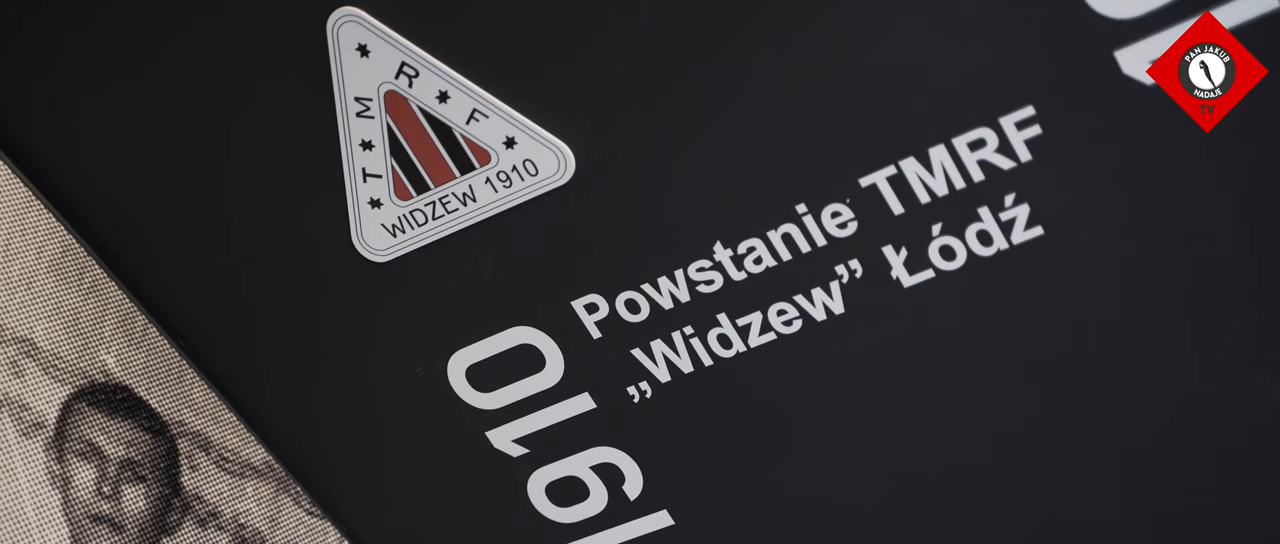 T M R F
WIDZEW 1910
Powstanie TMRF
„Widzew” Łódź
1910
PAN JAKUB
NADAJE
TV